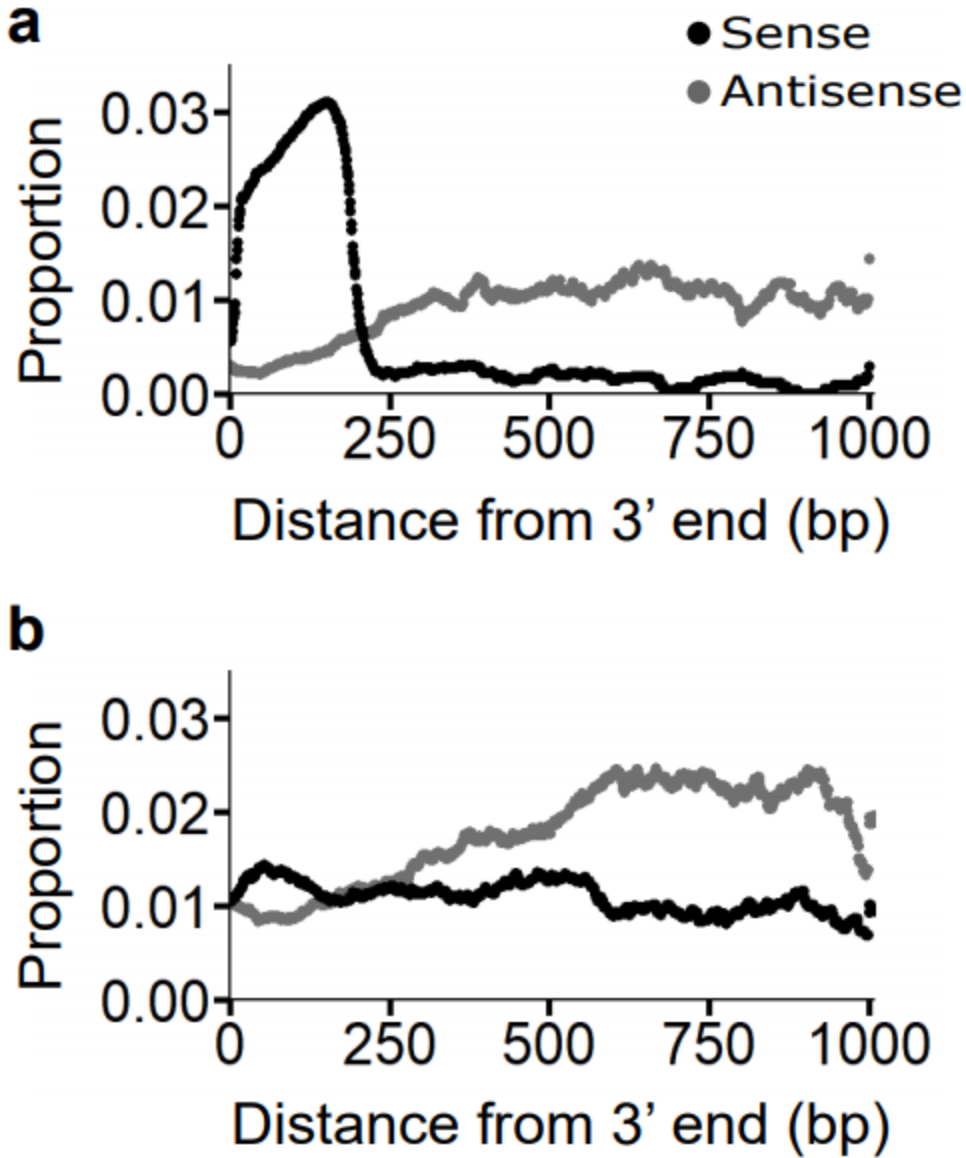 a
Sense
Antisense
Proportion
0.03
0.02
0.01
0.00
0 250 500 750 1000
Distance from 3’ end (bp)
b
Proportion
0.03
0.02
0.01
0.00
0 250 500 750 1000
Distance from 3’ end (bp)